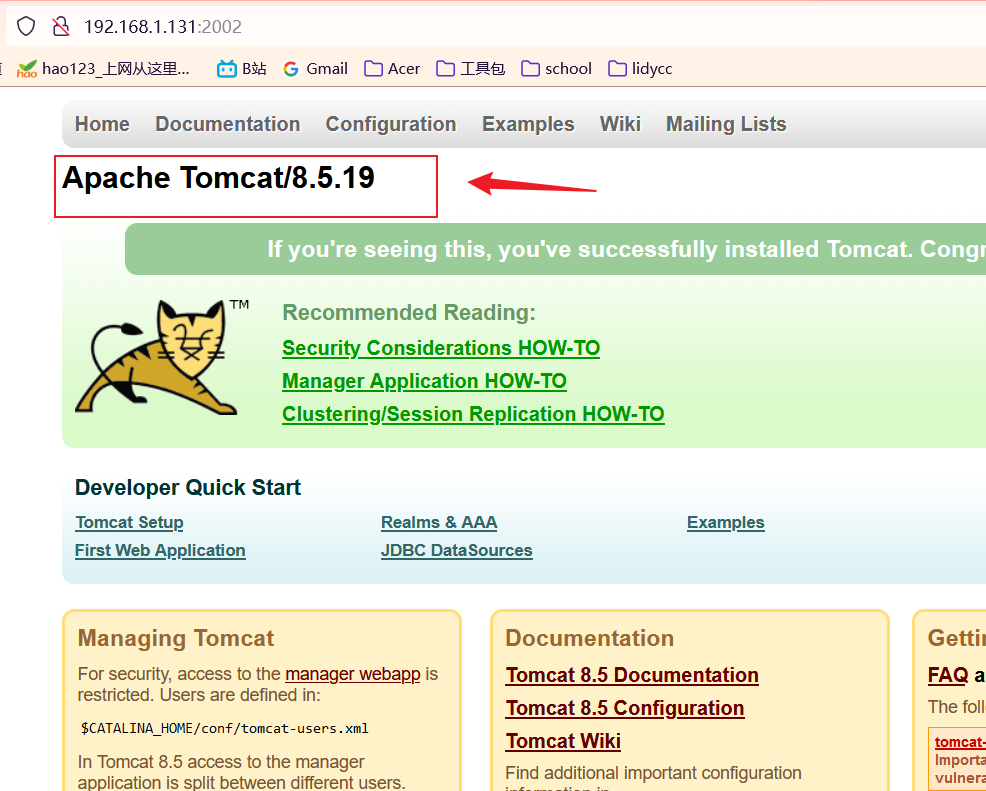 192.168.1.131:2002
hao123_上网从这里... B站 Gmail Acer 工具包 school lidycc
Home Documentation Configuration Examples Wiki Mailing Lists
Apache Tomcat/8.5.19
If you're seeing this, you've successfully installed Tomcat. Congr
TM
Recommended Reading:
Security Considerations HOW-TO
Manager Application HOW-TO
Clustering/Session Replication HOW-TO
Developer Quick Start
Tomcat Setup
First Web Application
Realms & AAA
JDBC DataSources
Examples
Managing Tomcat
For security, access to the manager webapp is
restricted. Users are defined in:
$CATALINA_HOME/conf/tomcat-users.xml
In Tomcat 8.5 access to the manager
application is split between different users.
Documentation
Tomcat 8.5 Documentation
Tomcat 8.5 Configuration
Tomcat Wiki
Find additional important configuration
information in
Getti
FAQ a
The foll
tomcat-
Importa
vulnera